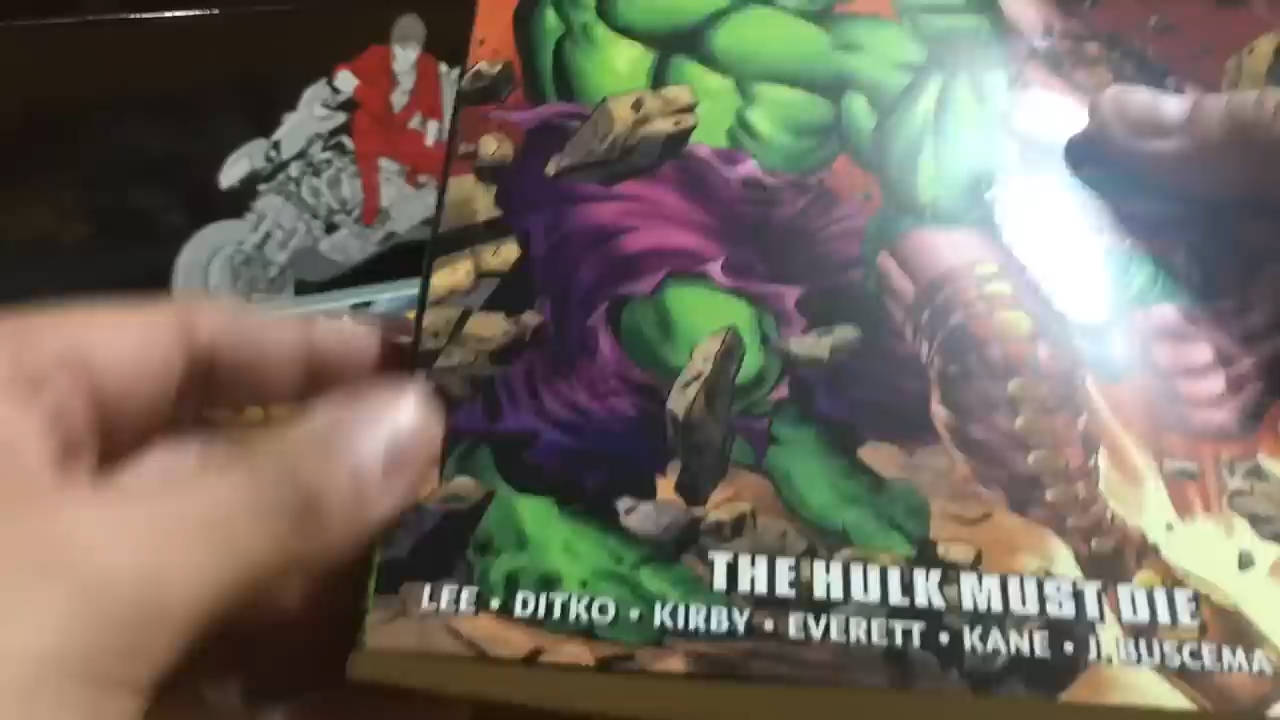 THE HULK MUST DIE
LEE • DITKO • KIRBY • EVERETT • KANE • J. BUSCEMA